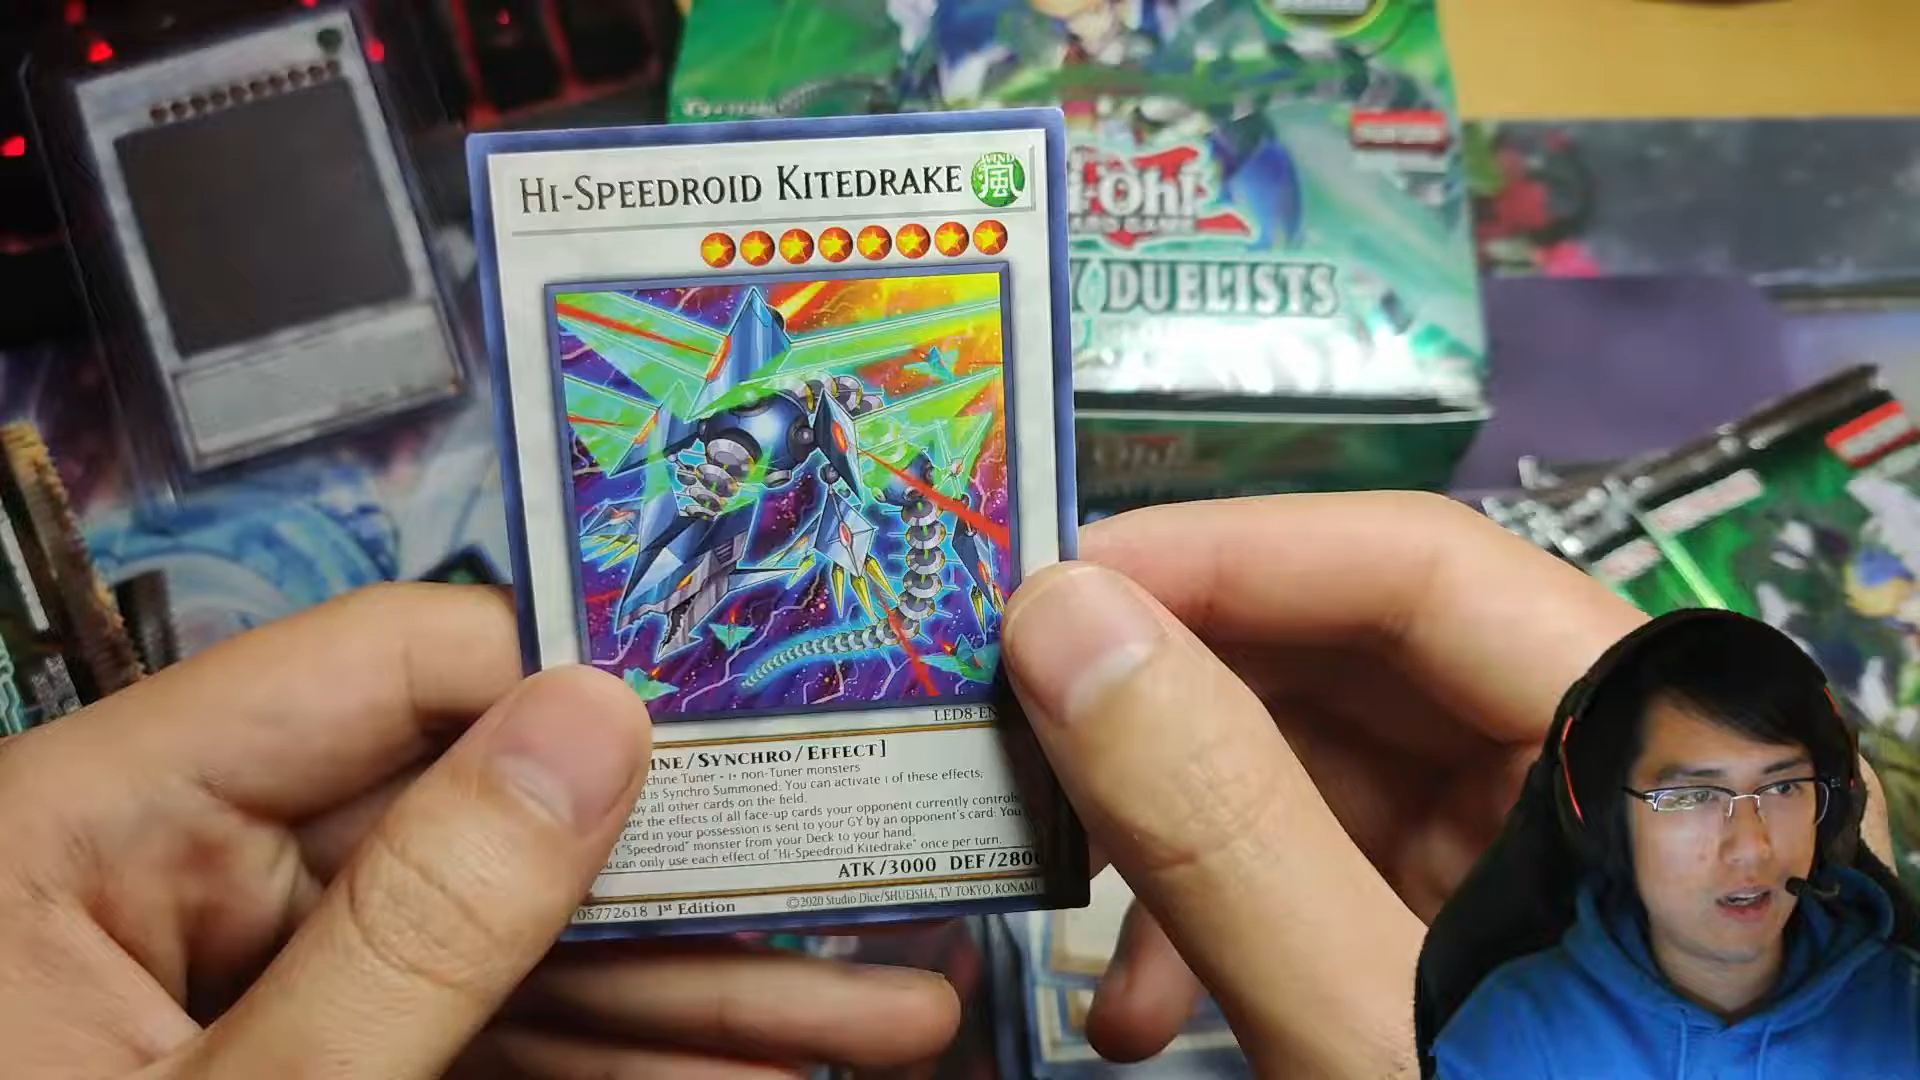 HI-SPEEDROID KITEDRAKE
WIND
風
DUELISTS
LED8-EN
INE/SYNCHRO/EFFECT]
chine Tuner + 1+ non-Tuner monsters
d is Synchro Summoned: You can activate 1 of these effects;
all other cards on the field.
ate the effects of all face-up cards your opponent currently controls.
card in your possession is sent to your GY by an opponent's card: You
"Speedroid" monster from your Deck to your hand.
can only use each effect of "Hi-Speedroid Kitedrake" once per turn.
ATK/3000 DEF/2800
05772618 1st Edition
©2020 Studio Dice/SHUEISHA, TV TOKYO, KONAMI